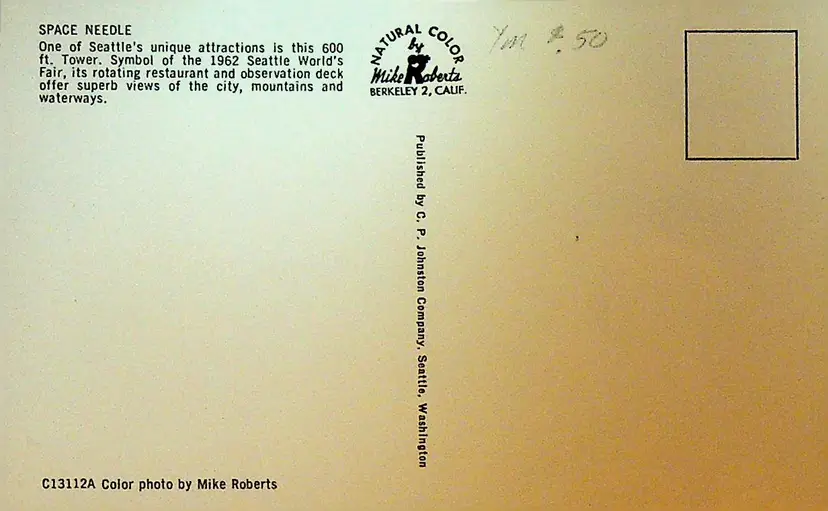 SPACE NEEDLE
One of Seattle's unique attractions is this 600
ft. Tower. Symbol of the 1962 Seattle World's
Fair, its rotating restaurant and observation deck
offer superb views of the city, mountains and
waterways.
NATURAL COLOR
by
Mike Roberts
BERKELEY 2, CALIF.
$.50
Published by C. P. Johnston Company, Seattle, Washington
C13112A Color photo by Mike Roberts